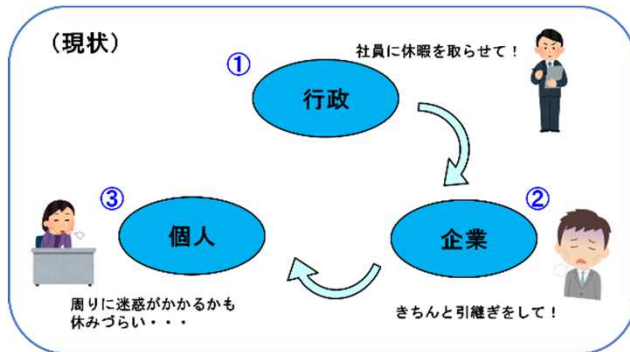 （現状）
社員に休暇を取らせて！
①
行政
③
②
個人
企業
周りに迷惑がかかるかも
休みづらい・・・
きちんと引継ぎをして！